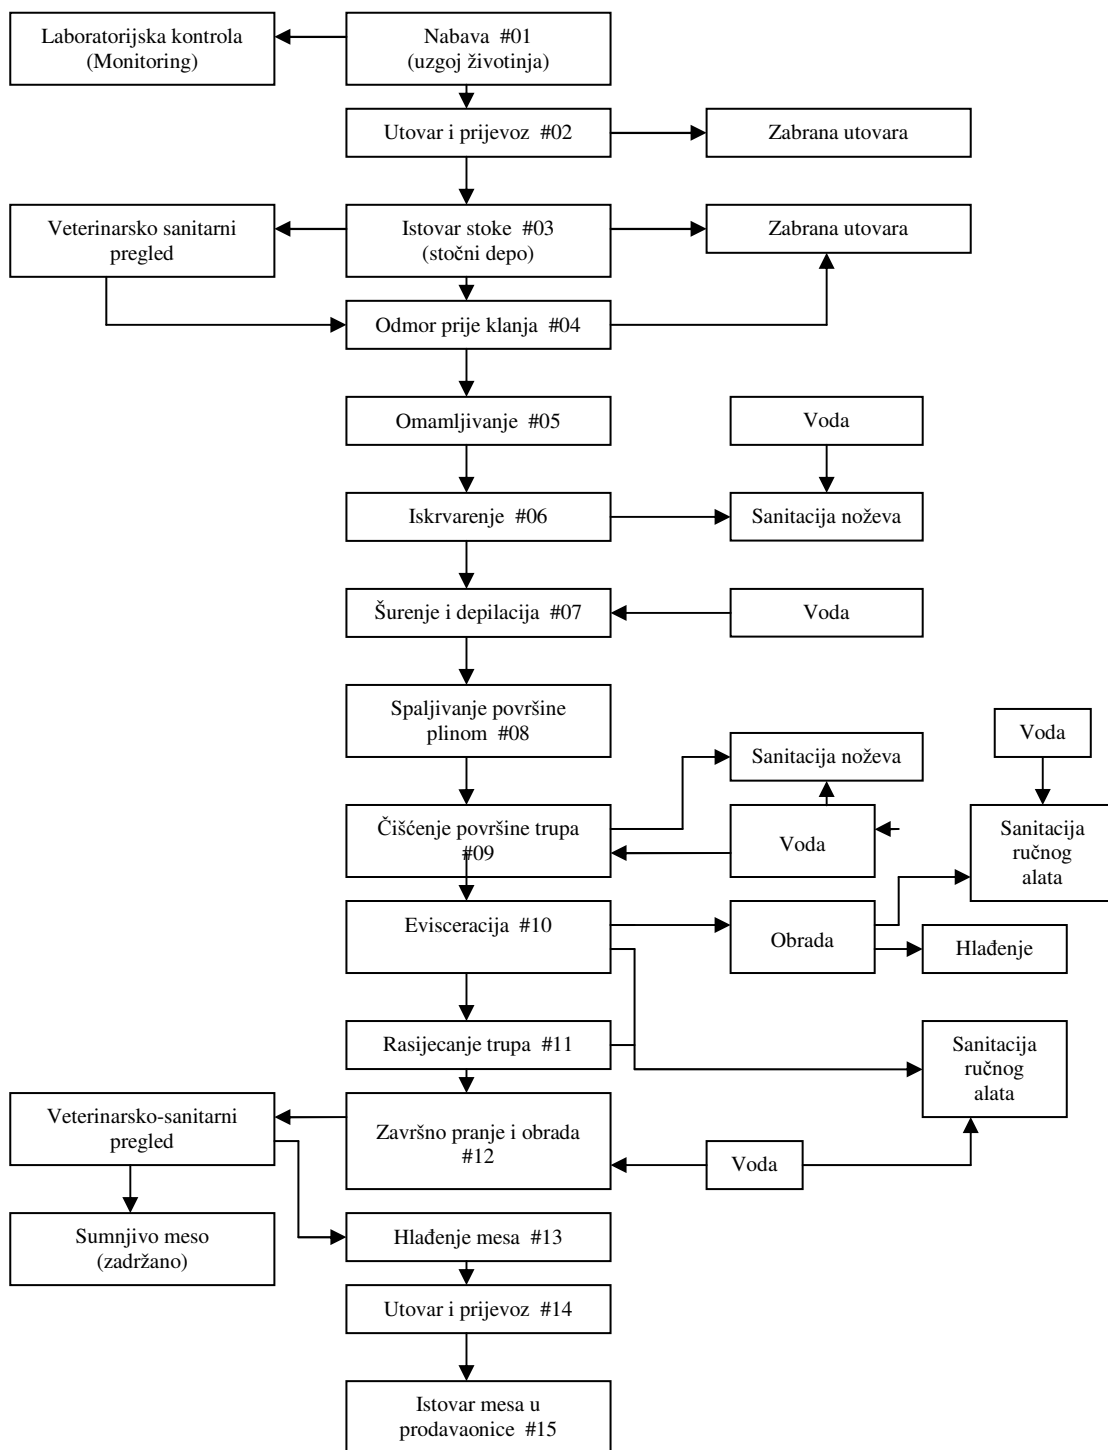 Laboratorijska kontrola
(Monitoring)
Nabava #01
(uzgoj životinja)
Utovar i prijevoz #02
Zabrana utovara
Veterinarsko sanitarni
pregled
Istovar stoke #03
(stočni depo)
Zabrana utovara
Odmor prije klanja #04
Omamljivanje #05
Voda
Iskrvarenje #06
Sanitacija noževa
Šurenje i depilacija #07
Voda
Spaljivanje površine
plinom #08
Voda
Sanitacija noževa
Čišćenje površine trupa
#09
Voda
Sanitacija
ručnog
alata
Evisceracija #10
Obrada
Hlađenje
Rasijecanje trupa #11
Sanitacija
ručnog
alata
Veterinarsko-sanitarni
pregled
Završno pranje i obrada
#12
Voda
Sumnjivo meso
(zadržano)
Hlađenje mesa #13
Utovar i prijevoz #14
Istovar mesa u
prodavaonice #15